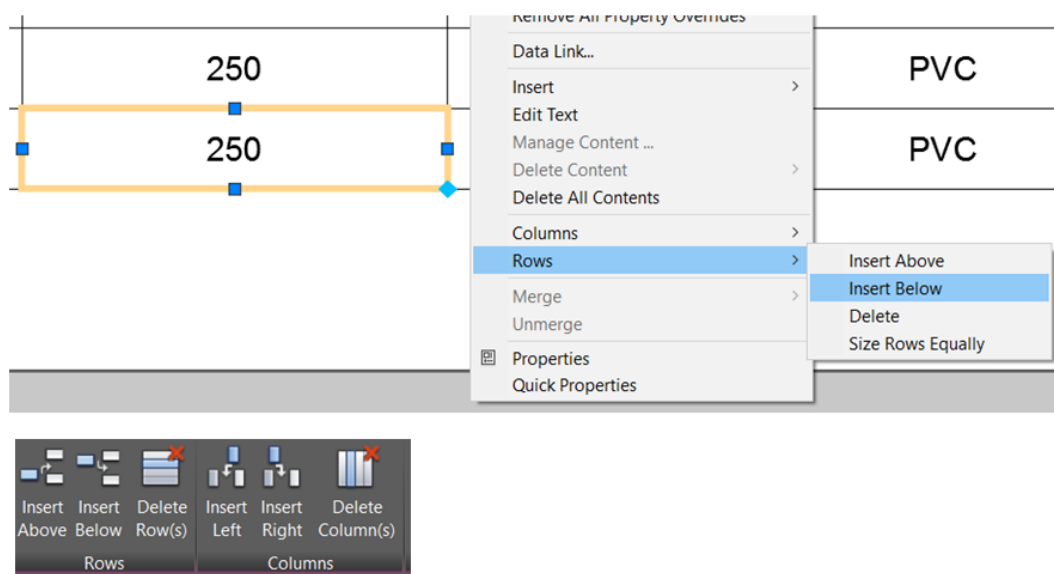 Remove All Property Overrides
250
PVC
Data Link...
Insert
Edit Text
Manage Content ...
Delete Content
Delete All Contents
250
PVC
Columns
Rows
Insert Above
Insert Below
Delete
Size Rows Equally
Merge
Unmerge
Properties
Quick Properties
Insert Above
Insert Below
Delete Row(s)
Insert Left
Insert Right
Delete Column(s)
Rows
Columns